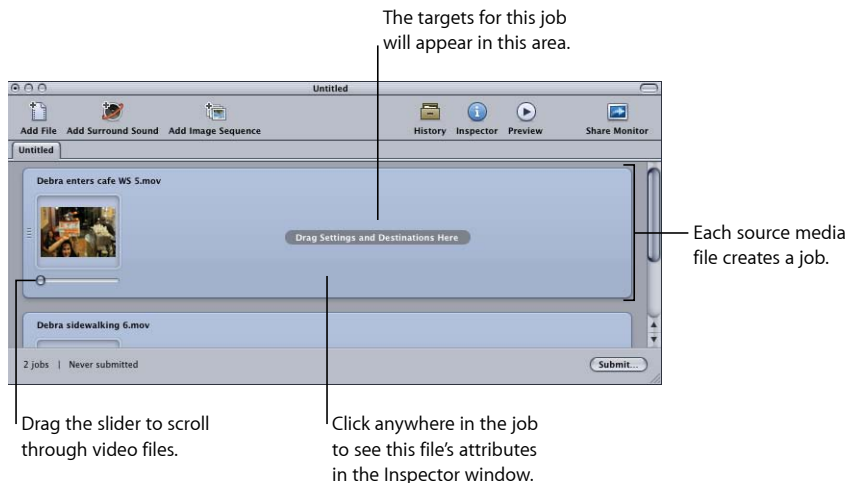 The targets for this job
will appear in this area.
Untitled
Add File Add Surround Sound Add Image Sequence History Inspector Preview Share Monitor
Untitled
Debra enters cafe WS 5.mov
Drag Settings and Destinations Here
Each source media
file creates a job.
Debra sidewalking 6.mov
2 jobs | Never submitted Submit...
Drag the slider to scroll
through video files.
Click anywhere in the job
to see this file's attributes
in the Inspector window.